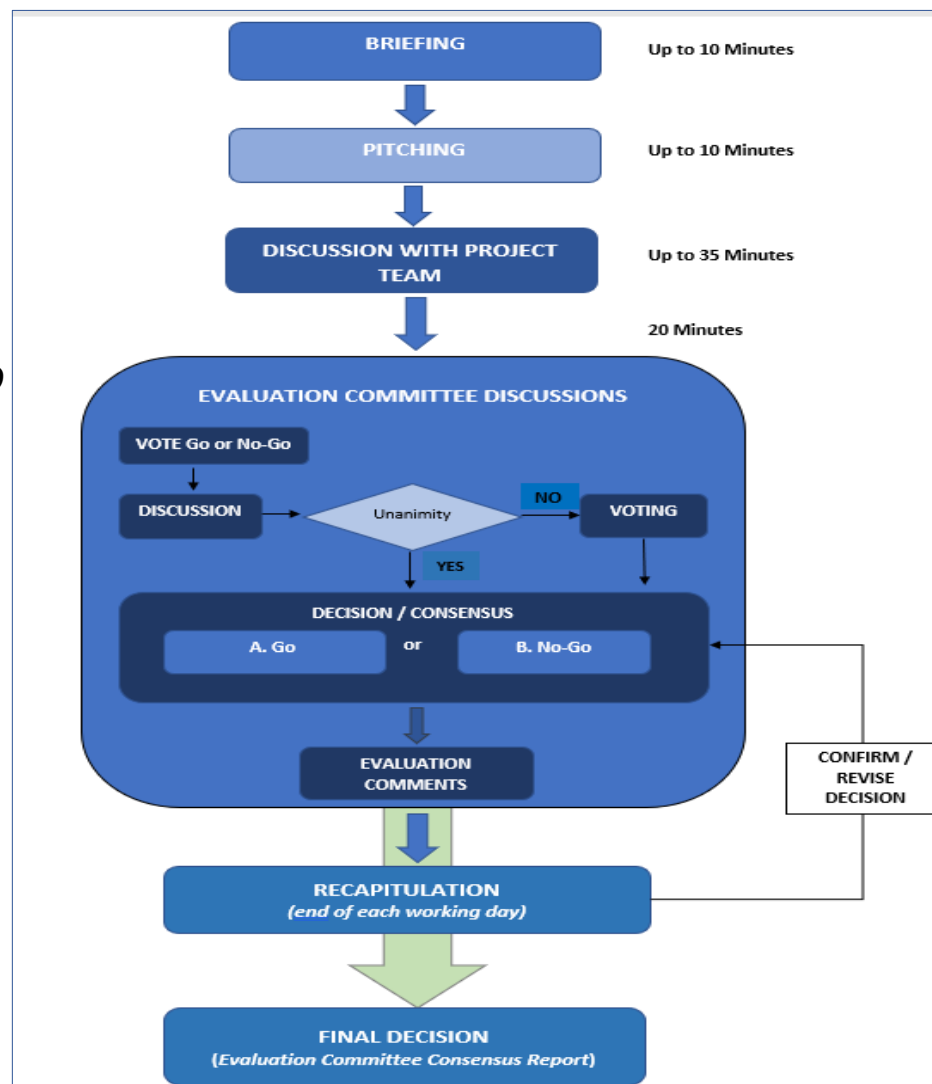 BRIEFING
Up to 10 Minutes
PITCHING
Up to 10 Minutes
DISCUSSION WITH PROJECT
TEAM
Up to 35 Minutes
20 Minutes
EVALUATION COMMITTEE DISCUSSIONS
VOTE Go or No-Go
DISCUSSION
Unanimity
NO
VOTING
YES
DECISION / CONSENSUS
A. Go
or
B. No-Go
EVALUATION
COMMENTS
CONFIRM /
REVISE
DECISION
RECAPITULATION
(end of each working day)
FINAL DECISION
(Evaluation Committee Consensus Report)